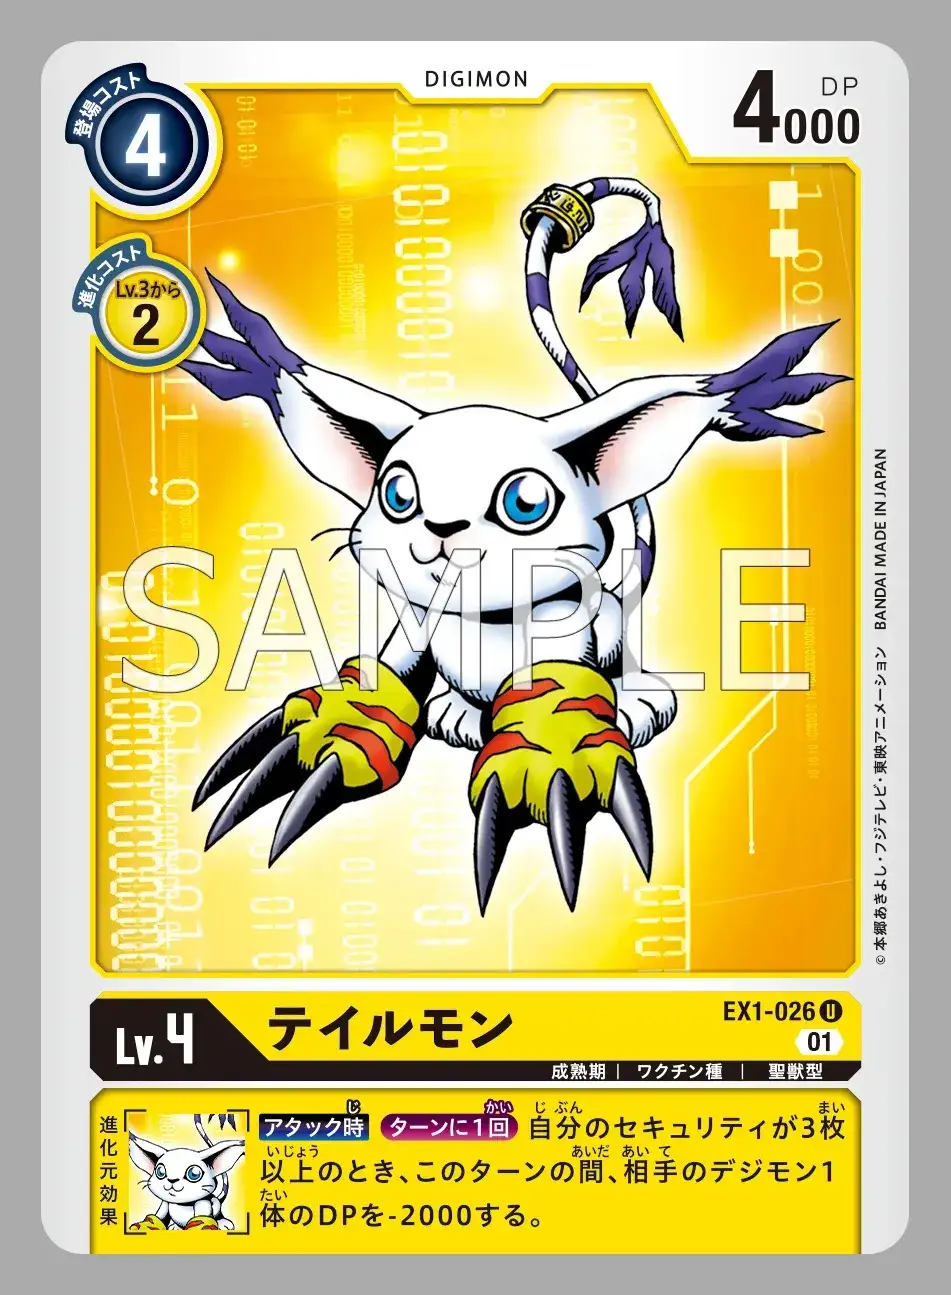 DIGIMON
登場コスト
4
DP
4000
進化コスト
Lv.3から
2
SAMPLE
©本郷あきよし・フジテレビ・東映アニメーション BANDAI MADE IN JAPAN
Lv.4
テイルモン
EX1-026 U
01
成熟期 | ワクチン種 | 聖獣型
進化元効果
アタック時 ターンに1回 自分のセキュリティが3枚
以上のとき、このターンの間、相手のデジモン1
体のDPを-2000する。